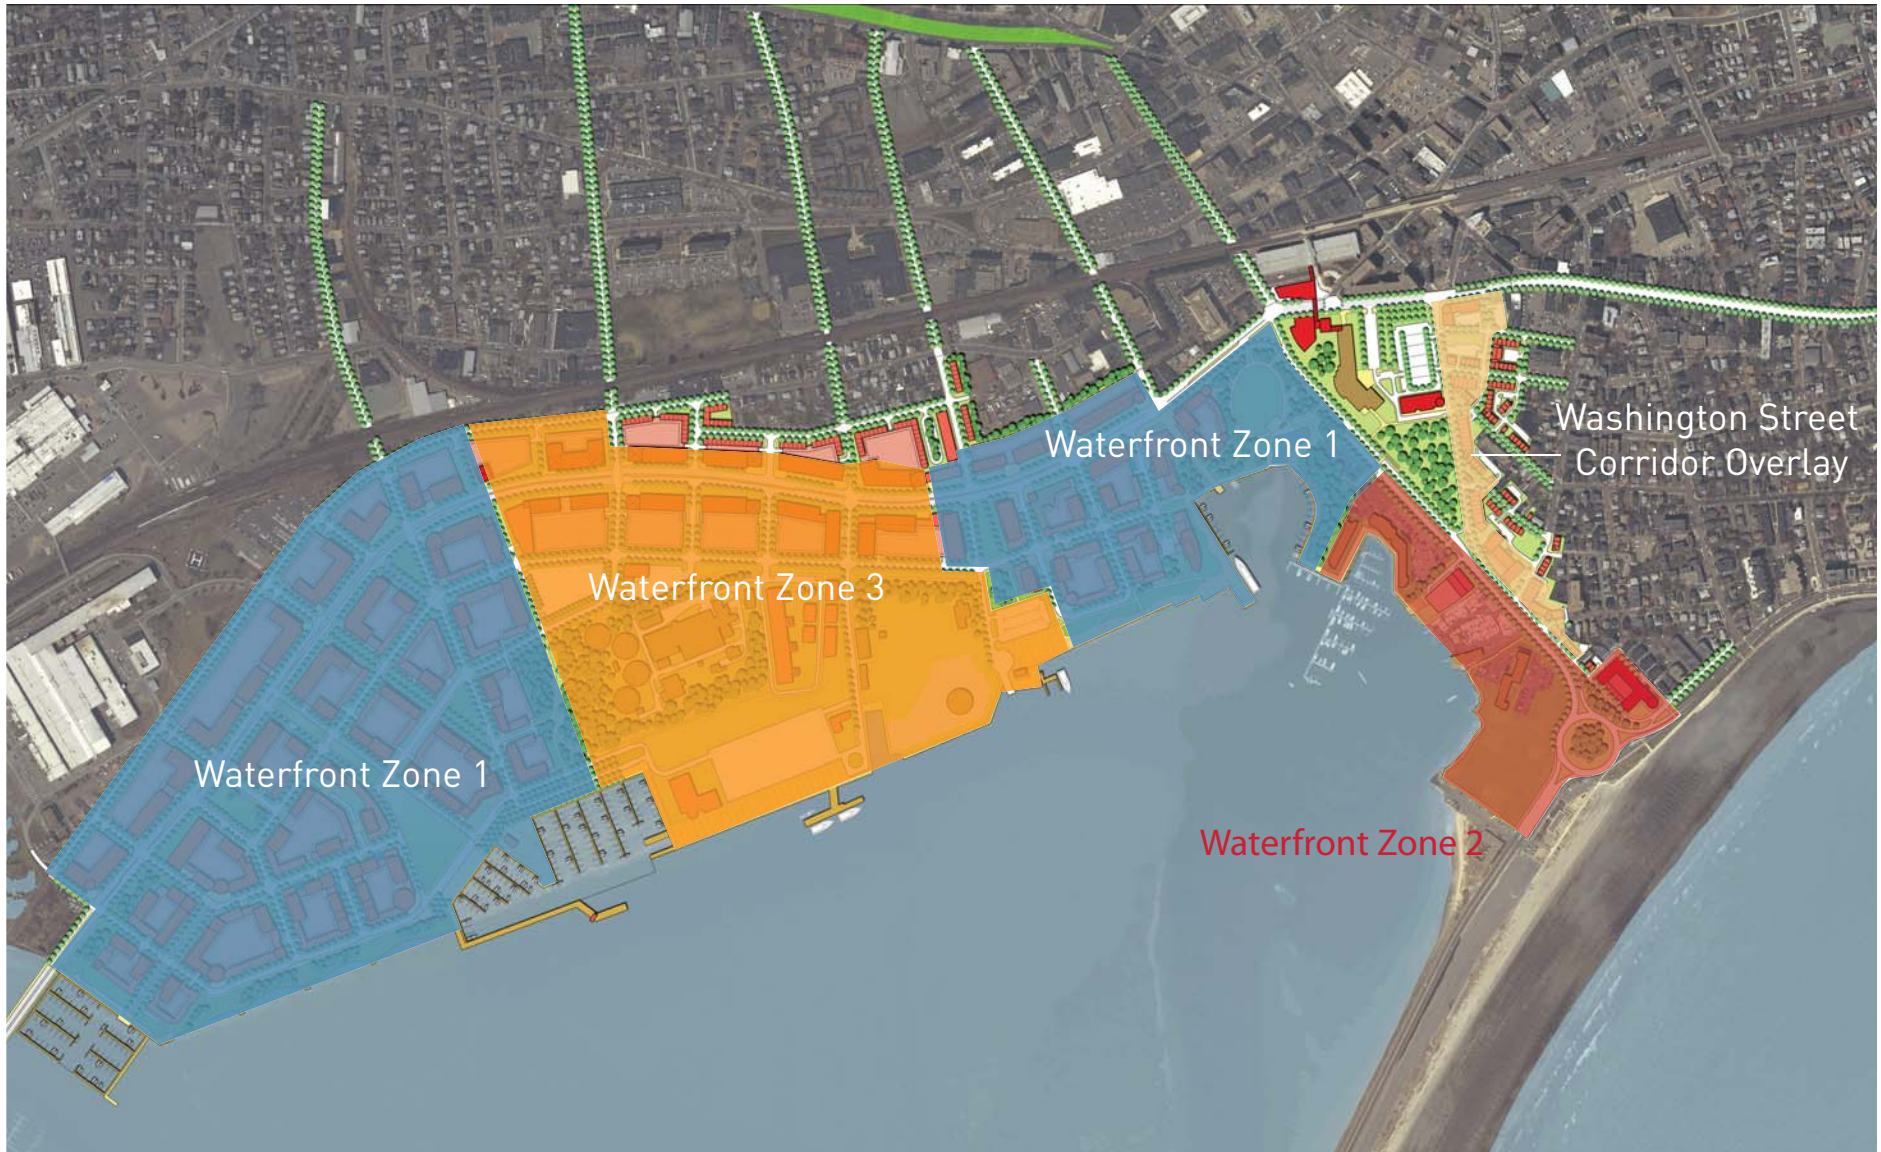 Washington Street
Corridor Overlay
Waterfront Zone 1
Waterfront Zone 3
Waterfront Zone 1
Waterfront Zone 2
H